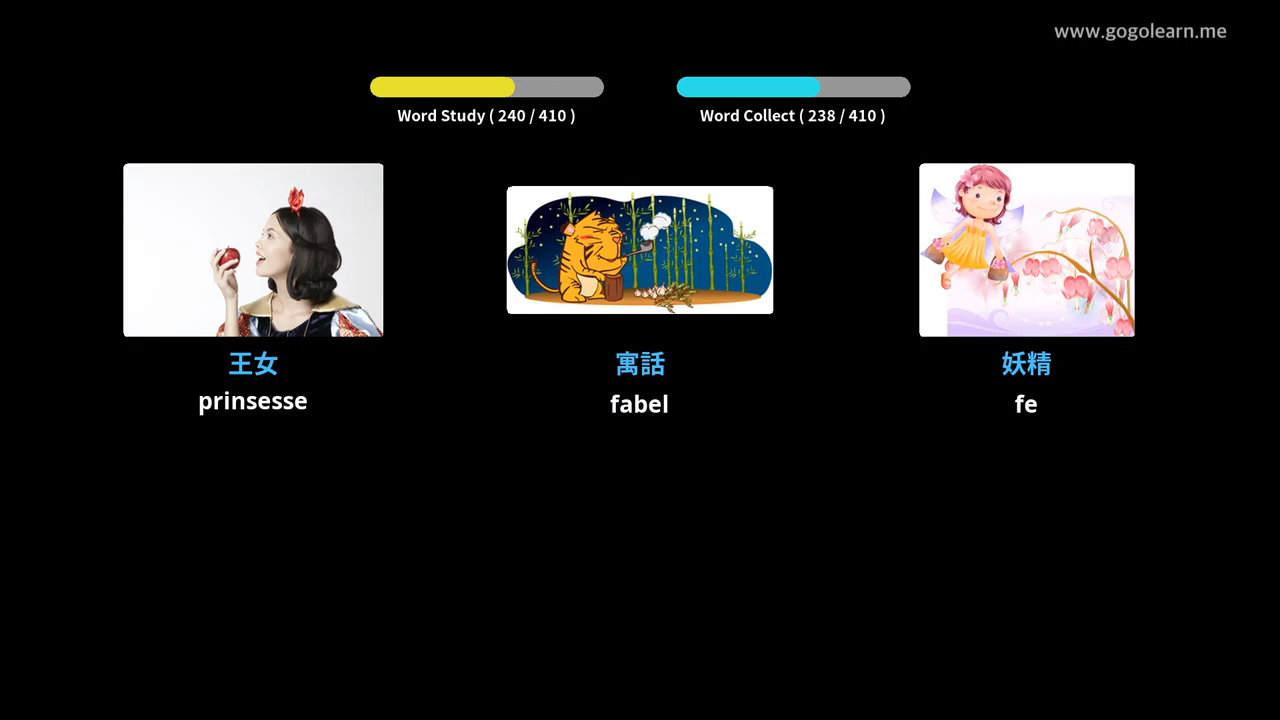 www.gogolearn.me
Word Study ( 240 / 410 )
Word Collect ( 238 / 410 )
王女
寓話
妖精
prinsesse
fabel
fe